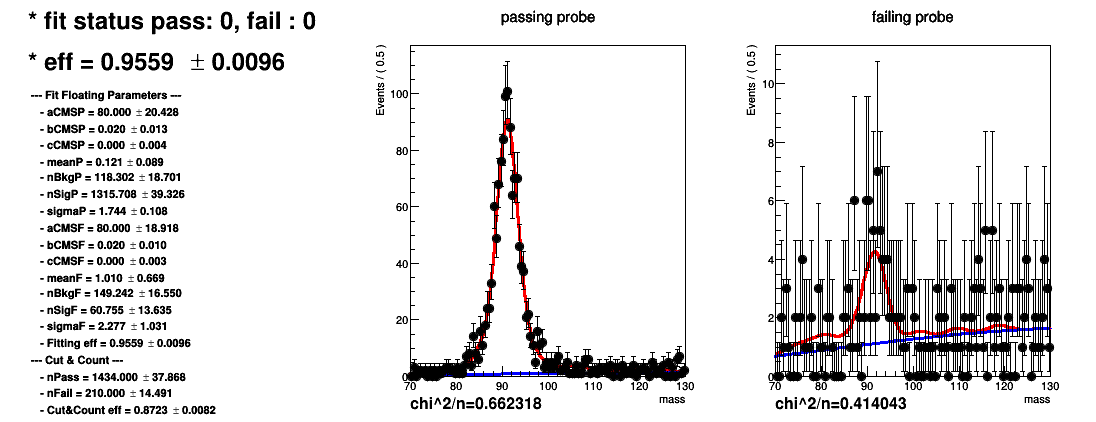 * fit status pass: 0, fail : 0
* eff = 0.9559 ± 0.0096
--- Fit Floating Parameters ---
- aCMSP = 80.000 ± 20.428
- bCMSP = 0.020 ± 0.013
- cCMSP = 0.000 ± 0.004
- meanP = 0.121 ± 0.089
- nBkgP = 118.302 ± 18.701
- nSigP = 1315.708 ± 39.326
- sigmaP = 1.744 ± 0.108
- aCMSF = 80.000 ± 18.918
- bCMSF = 0.020 ± 0.010
- cCMSF = 0.000 ± 0.003
- meanF = 1.010 ± 0.669
- nBkgF = 149.242 ± 16.550
- nSigF = 60.755 ± 13.635
- sigmaF = 2.277 ± 1.031
- Fitting eff = 0.9559 ± 0.0096
--- Cut & Count ---
- nPass = 1434.000 ± 37.868
- nFail = 210.000 ± 14.491
- Cut&Count eff = 0.8723 ± 0.0082
passing probe
Events / ( 0.5 )
100
80
60
40
20
0
70 80 90 100 110 120 130
mass
chi^2/n=0.662318
failing probe
Events / ( 0.5 )
10
8
6
4
2
0
70 80 90 100 110 120 130
mass
chi^2/n=0.414043